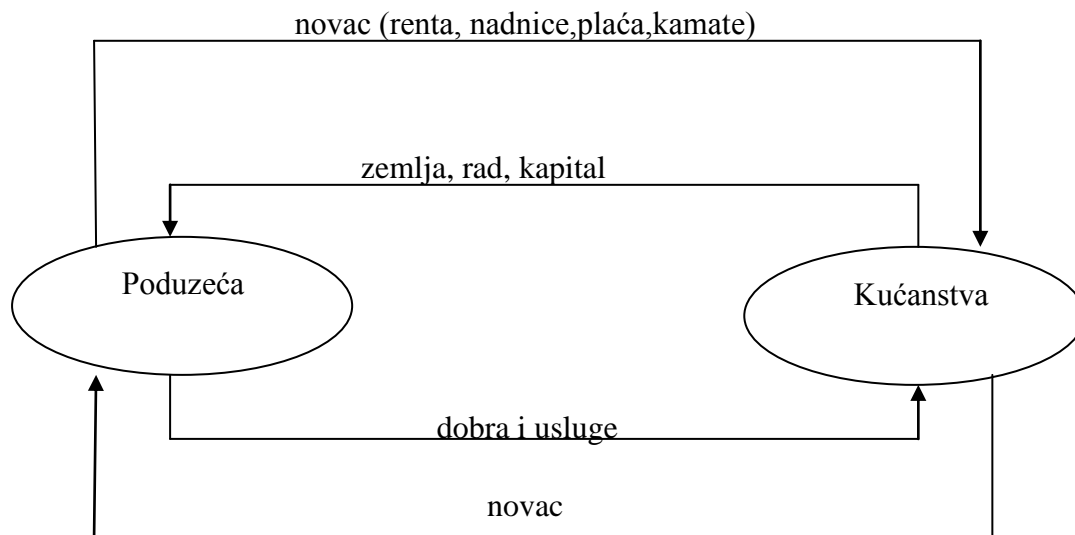 novac (renta, nadnice,plaća,kamate)
zemlja, rad, kapital
Poduzeća
Kućanstva
dobra i usluge
novac